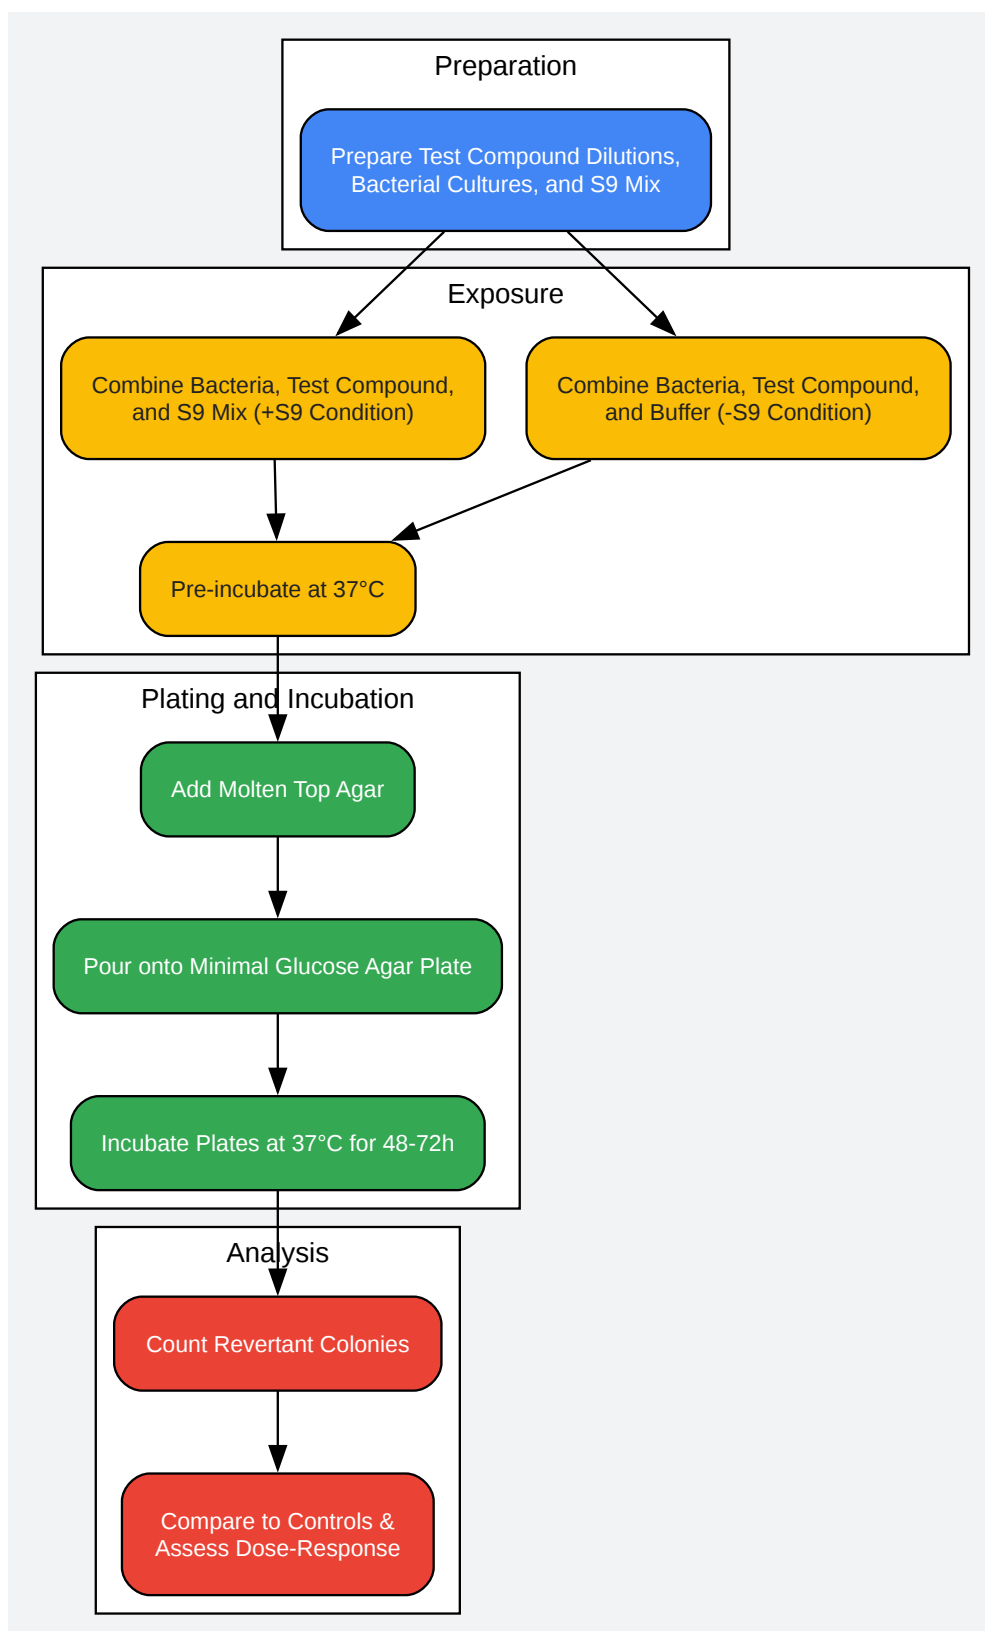 Preparation
Prepare Test Compound Dilutions,
Bacterial Cultures, and S9 Mix
Exposure
Combine Bacteria, Test Compound,
and S9 Mix (+S9 Condition)
Combine Bacteria, Test Compound,
and Buffer (-S9 Condition)
Pre-incubate at 37°C
Plating and Incubation
Add Molten Top Agar
Pour onto Minimal Glucose Agar Plate
Incubate Plates at 37°C for 48-72h
Analysis
Count Revertant Colonies
Compare to Controls &
Assess Dose-Response